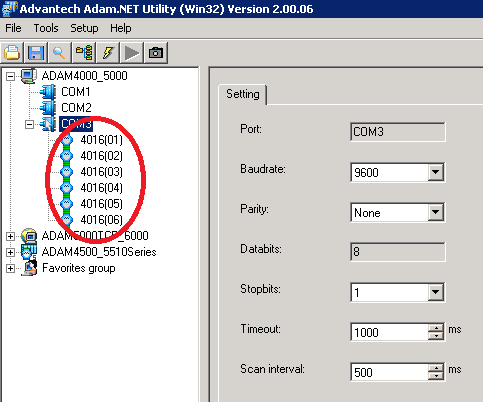 Advantech Adam.NET Utility (Win32) Version 2.00.06
File Tools Setup Help
ADAM4000_5000
COM1
COM2
COM3
4016(01)
4016(02)
4016(03)
4016(04)
4016(05)
4016(06)
ADAM5000TCP_6000
ADAM4500_5510Series
Favorites group
Setting
Port: COM3
Baudrate: 9600
Parity: None
Databits: 8
Stopbits: 1
Timeout: 1000 ms
Scan interval: 500 ms